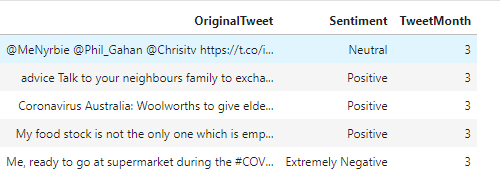 OriginalTweet Sentiment TweetMonth
@MeNyrbie @Phil_Gahan @Chrisitv https://t.co/i... Neutral 3
advice Talk to your neighbours family to excha... Positive 3
Coronavirus Australia: Woolworths to give elde... Positive 3
My food stock is not the only one which is emp... Positive 3
Me, ready to go at supermarket during the #COV... Extremely Negative 3